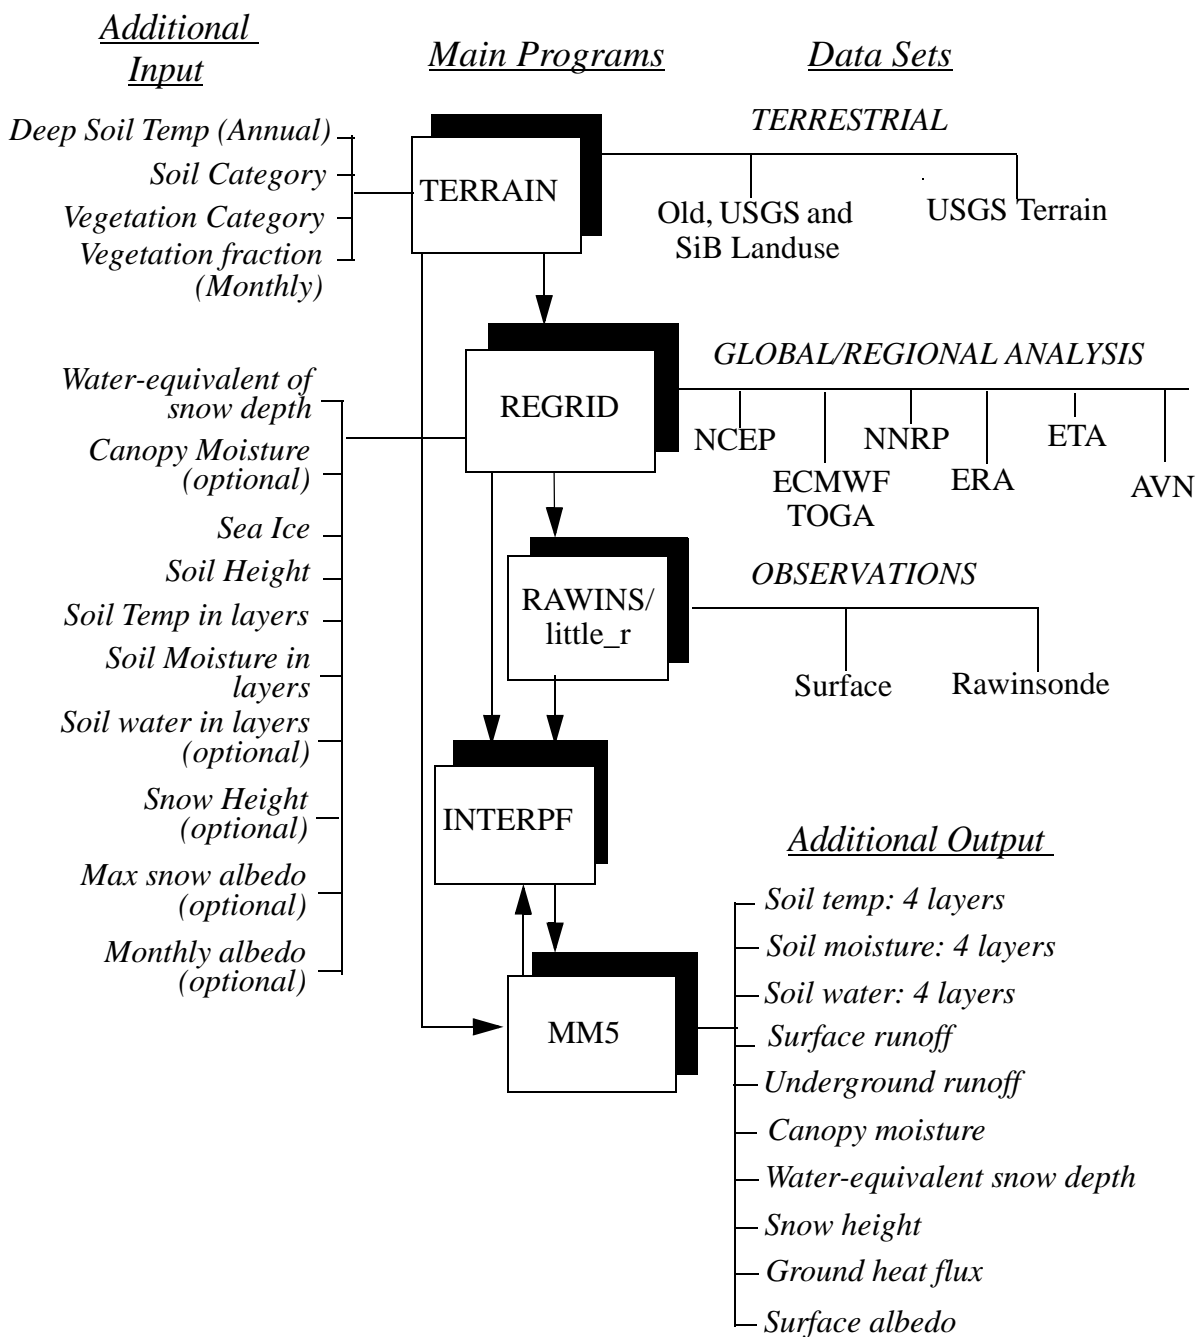 Additional
Input
Main Programs
Data Sets
Deep Soil Temp (Annual)
Soil Category
Vegetation Category
Vegetation fraction
(Monthly)
TERRAIN
TERRESTRIAL
Old, USGS and
SiB Landuse
USGS Terrain
Water-equivalent of
snow depth
Canopy Moisture
(optional)
Sea Ice
Soil Height
Soil Temp in layers
Soil Moisture in
layers
Soil water in layers
(optional)
Snow Height
(optional)
Max snow albedo
(optional)
Monthly albedo
(optional)
REGRID
GLOBAL/REGIONAL ANALYSIS
NCEP
ECMWF
TOGA
NNRP
ERA
ETA
AVN
RAWINS/
little_r
OBSERVATIONS
Surface
Rawinsonde
INTERPF
MM5
Additional Output
Soil temp: 4 layers
Soil moisture: 4 layers
Soil water: 4 layers
Surface runoff
Underground runoff
Canopy moisture
Water-equivalent snow depth
Snow height
Ground heat flux
Surface albedo